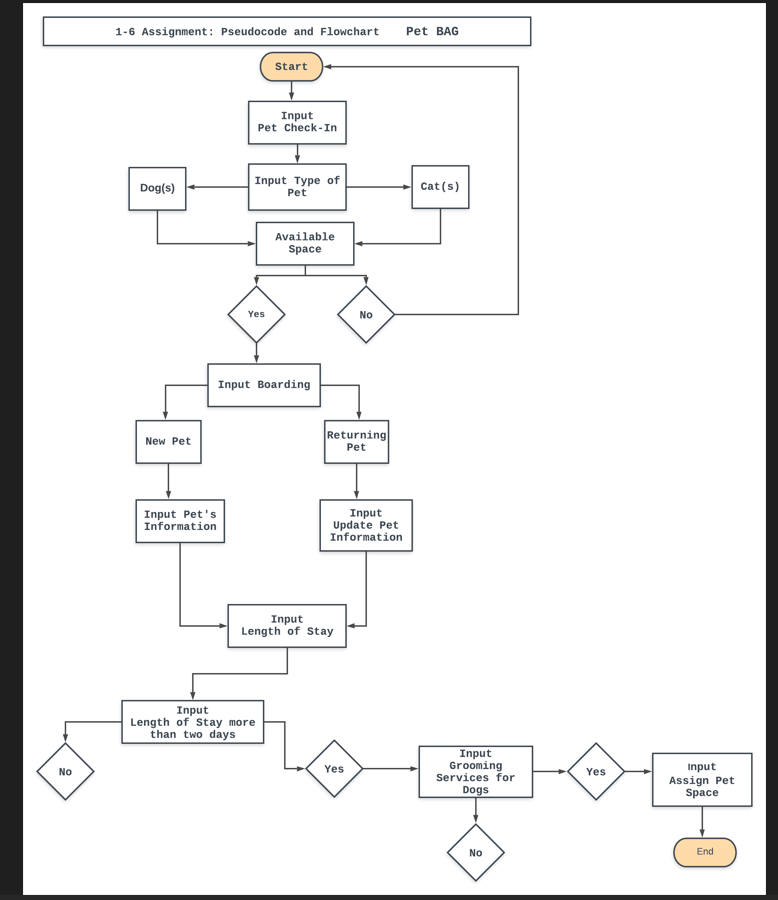 1-6 Assignment: Pseudocode and Flowchart Pet BAG
Start
Input
Pet Check-In
Dog(s)
Input Type of
Pet
Cat(s)
Available
Space
Yes
No
Input Boarding
New Pet
Returning
Pet
Input Pet's
Information
Input
Update Pet
Information
Input
Length of Stay
Input
Length of Stay more
than two days
No
Yes
Input
Grooming
Services for
Dogs
Yes
Input
Assign Pet
Space
No
End